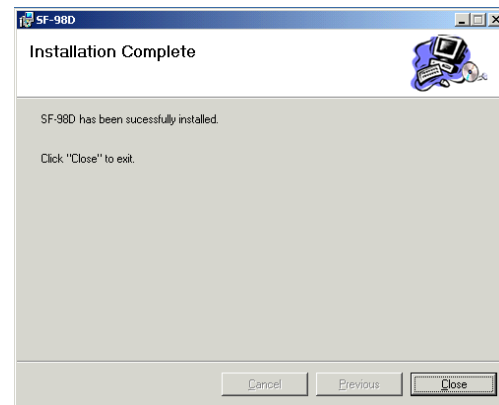 SF-98D
Installation Complete
SF-98D has been sucessfully installed.
Click "Close" to exit.
Cancel Previous Close